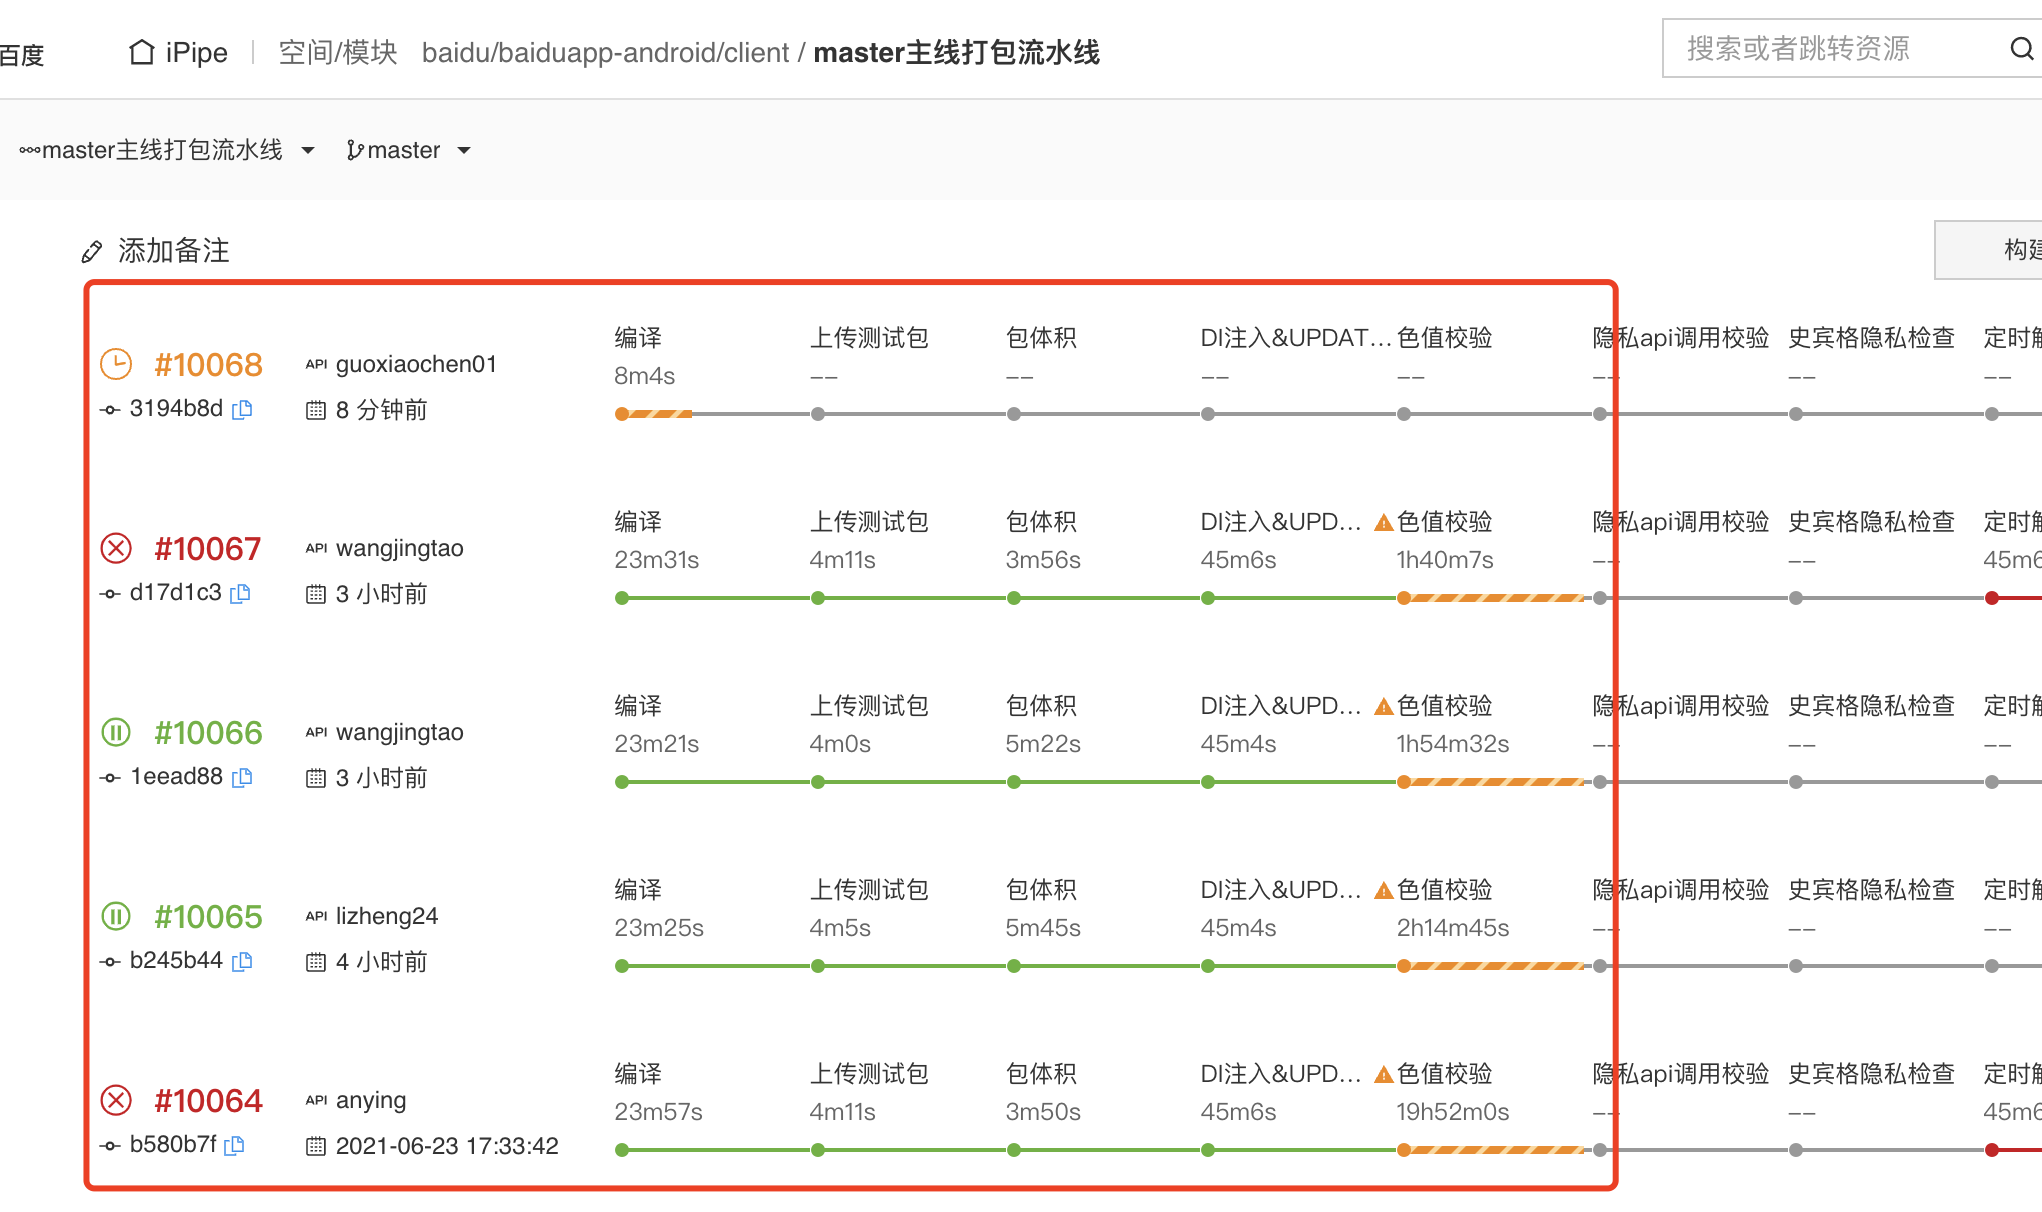 百度
iPipe
空间/模块 baidu/baiduapp-android/client / master主线打包流水线
搜索或者跳转资源
master主线打包流水线
master
添加备注
构建
#10068
3194b8d
API guoxiaochen01
8 分钟前
编译
8m4s
上传测试包
--
包体积
--
DI注入&UPDAT...
--
色值校验
--
隐私api调用校验
--
史宾格隐私检查
--
定时
--
#10067
d17d1c3
API wangjingtao
3 小时前
编译
23m31s
上传测试包
4m11s
包体积
3m56s
DI注入&UPD...
45m6s
色值校验
1h40m7s
隐私api调用校验
--
史宾格隐私检查
--
定时
45m6
#10066
1eead88
API wangjingtao
3 小时前
编译
23m21s
上传测试包
4m0s
包体积
5m22s
DI注入&UPD...
45m4s
色值校验
1h54m32s
隐私api调用校验
--
史宾格隐私检查
--
定时
--
#10065
b245b44
API lizheng24
4 小时前
编译
23m25s
上传测试包
4m5s
包体积
5m45s
DI注入&UPD...
45m4s
色值校验
2h14m45s
隐私api调用校验
--
史宾格隐私检查
--
定时
--
#10064
b580b7f
API anying
2021-06-23 17:33:42
编译
23m57s
上传测试包
4m11s
包体积
3m50s
DI注入&UPD...
45m6s
色值校验
19h52m0s
隐私api调用校验
--
史宾格隐私检查
--
定时
45m6